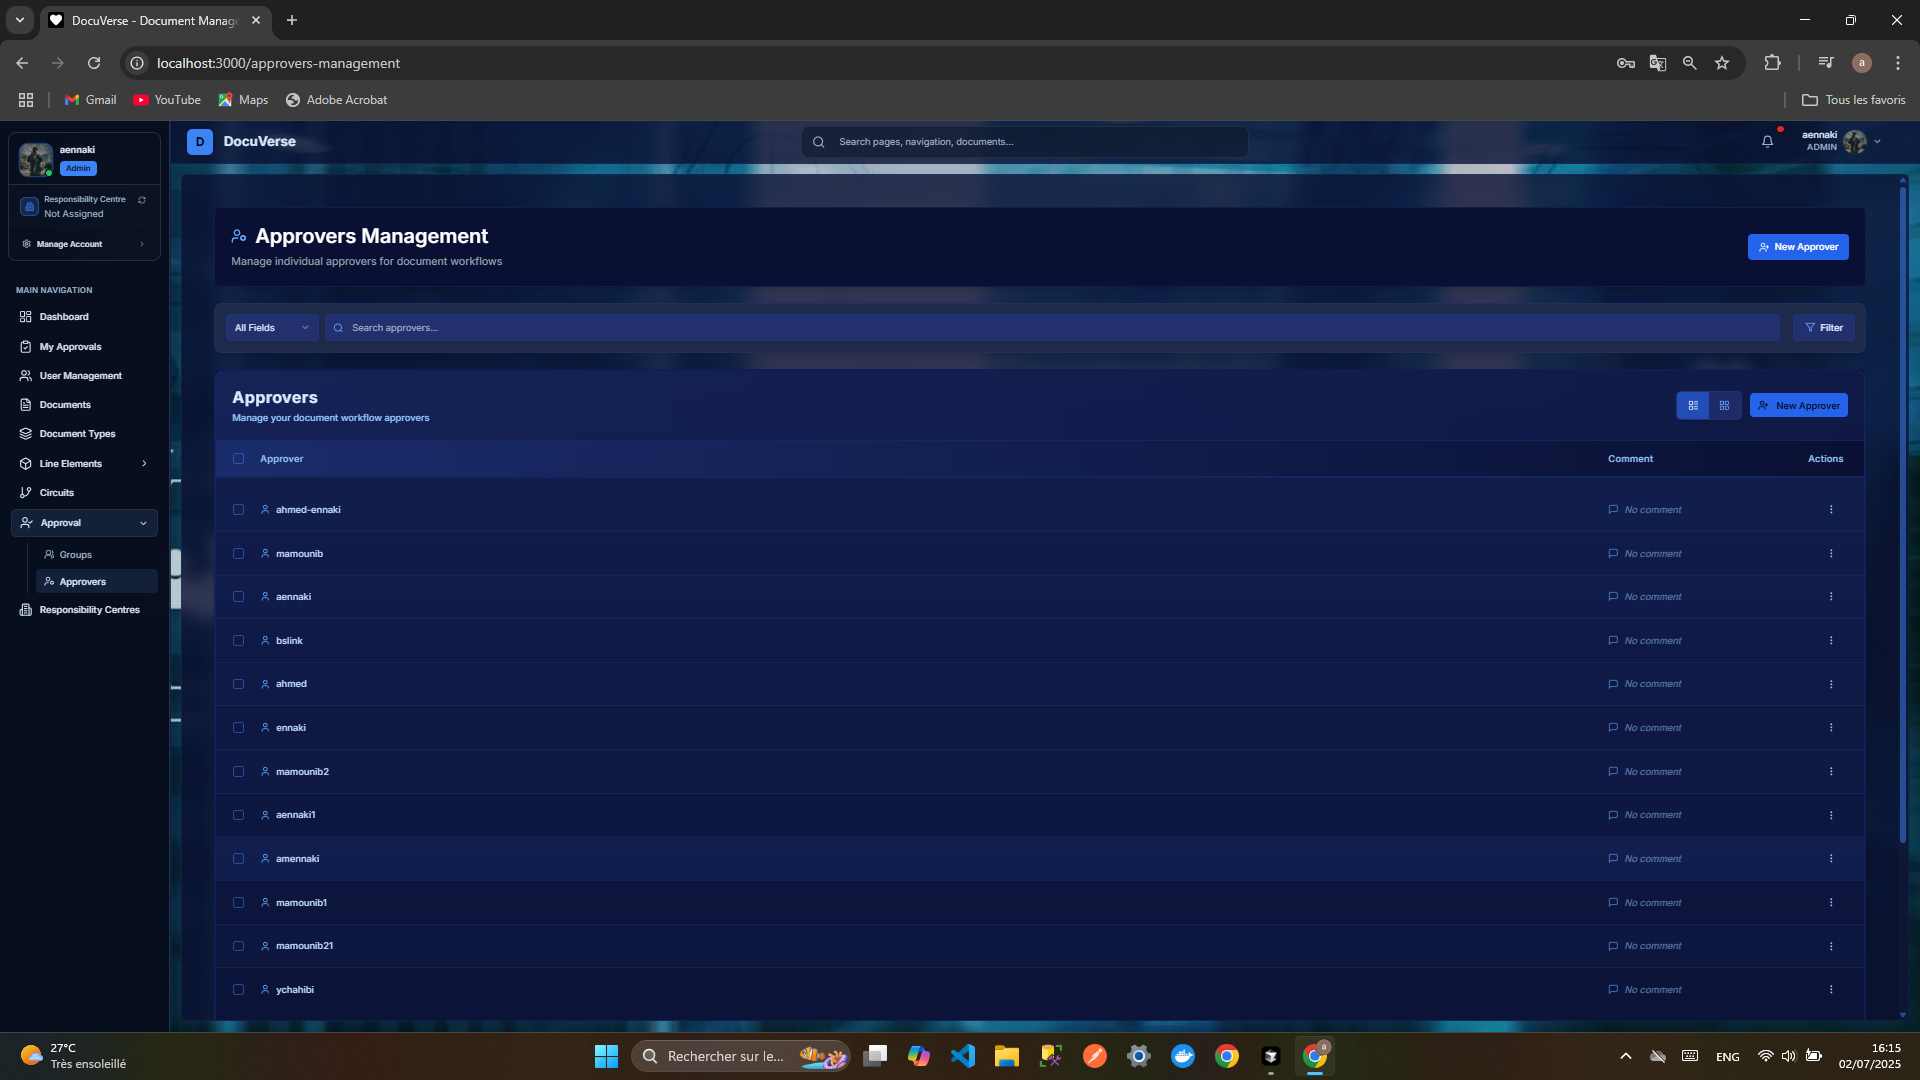 DocuVerse - Document Manag
localhost:3000/approvers-management
Gmail
YouTube
Maps
Adobe Acrobat
Tous les favoris
aennaki
Admin
Responsibility Centre
Not Assigned
Manage Account
D
DocuVerse
Search pages, navigation, documents...
aennaki
ADMIN
MAIN NAVIGATION
Dashboard
My Approvals
User Management
Documents
Document Types
Line Elements
Circuits
Approval
Groups
Approvers
Responsibility Centres
Approvers Management
Manage individual approvers for document workflows
New Approver
All Fields
Search approvers...
Filter
Approvers
Manage your document workflow approvers
New Approver
Approver Comment Actions
ahmed-ennaki No comment
mamounib No comment
aennaki No comment
bslink No comment
ahmed No comment
ennaki No comment
mamounib2 No comment
aennaki1 No comment
amennaki No comment
mamounib1 No comment
mamounib21 No comment
ychahibi No comment
27°C
Très ensoleillé
Rechercher sur le...
a
a
ENG
16:15
02/07/2025